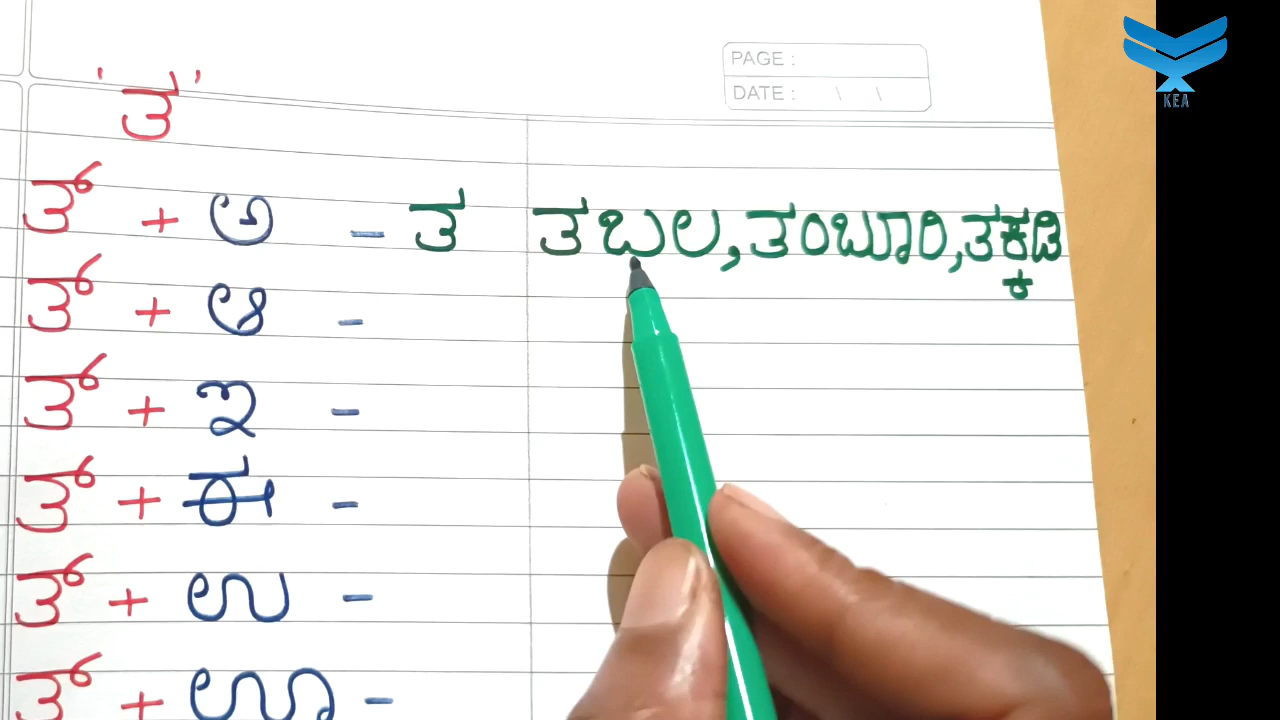 PAGE :
DATE : \ \
KEA
'ತ'
ತ್ + ಅ - ತ ತಬಲ, ತಂಬೂರಿ, ತಕ್ಕಡಿ
ತ್ + ಆ -
ತ್ + ಇ -
ತ್ + ಈ -
ತ್ + ಉ -
ತ್ + ಊ -